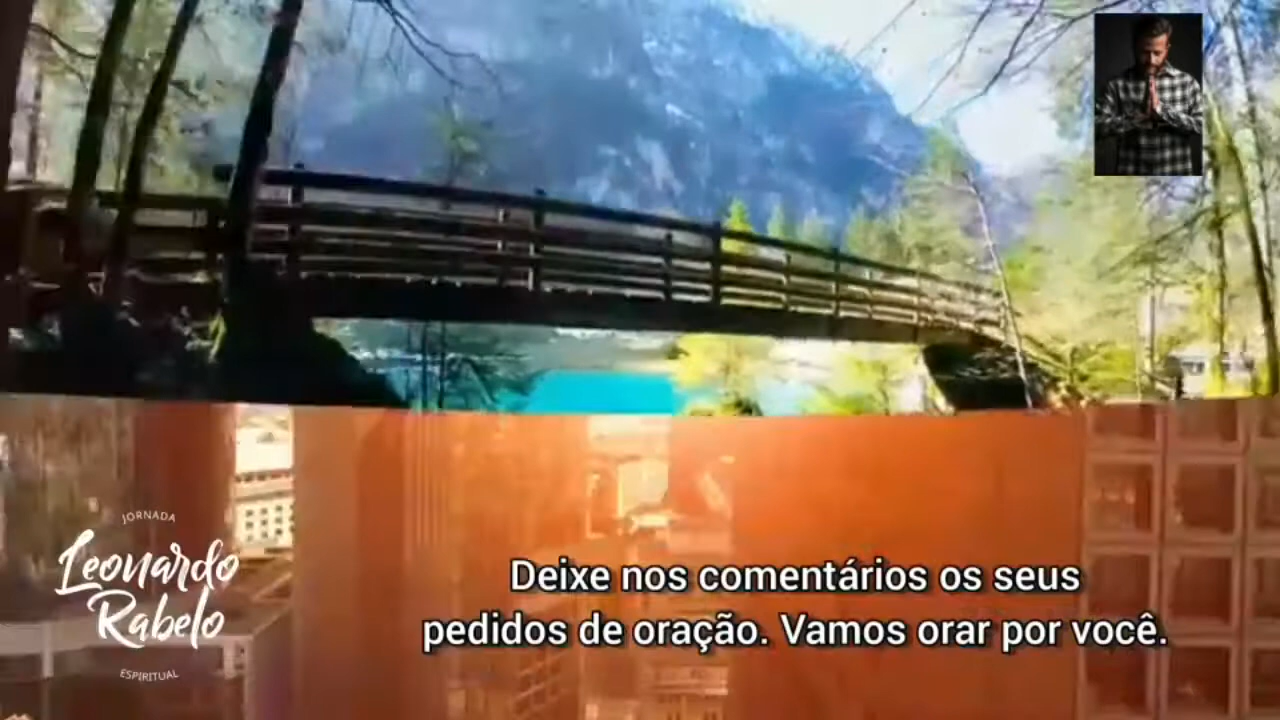 JORNADA
Leonardo
Rabelo
ESPIRITUAL
Deixe nos comentários os seus
pedidos de oração. Vamos orar por você.